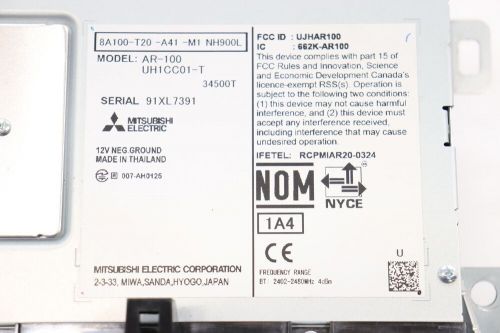 8A100-T20 -A41 -M1 NH900L
MODEL: AR-100
UH1CC01-T
34500T
SERIAL 91XL7391
MITSUBISHI
ELECTRIC
12V NEG.GROUND
MADE IN THAILAND
007-AH0125
MITSUBISHI ELECTRIC CORPORATION
2-3-33, MIWA,SANDA,HYOGO,JAPAN
FCC ID : UJHAR100
IC : 662K-AR100
This device complies with part 15 of
FCC Rules and Innovation, Science
and Economic Development Canada's
licence-exempt RSS(s). Operation is
subject to the following two conditions:
(1) this device may not cause harmful
interference, and (2) this device must
accept any interference received,
including interference that may cause
undesired operation.
IFETEL: RCPMIAR20-0324
NOM
NYCE
1A4
CE
U
FREQUENCY RANGE
BT: 2402-2480MHz 4dBm